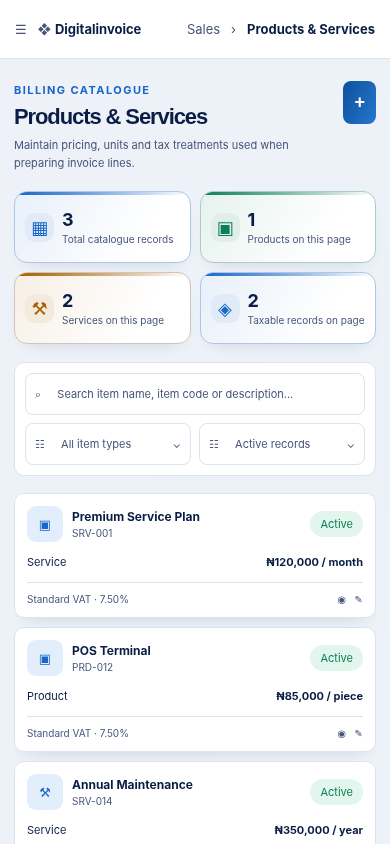 Digitalinvoice
Sales › Products & Services
BILLING CATALOGUE
Products & Services
+
Maintain pricing, units and tax treatments used when
preparing invoice lines.
3
Total catalogue records
1
Products on this page
2
Services on this page
2
Taxable records on page
Search item name, item code or description...
All item types
Active records
Premium Service Plan
SRV-001
Active
Service
₦120,000 / month
Standard VAT · 7.50%
POS Terminal
PRD-012
Active
Product
₦85,000 / piece
Standard VAT · 7.50%
Annual Maintenance
SRV-014
Active
Service
₦350,000 / year